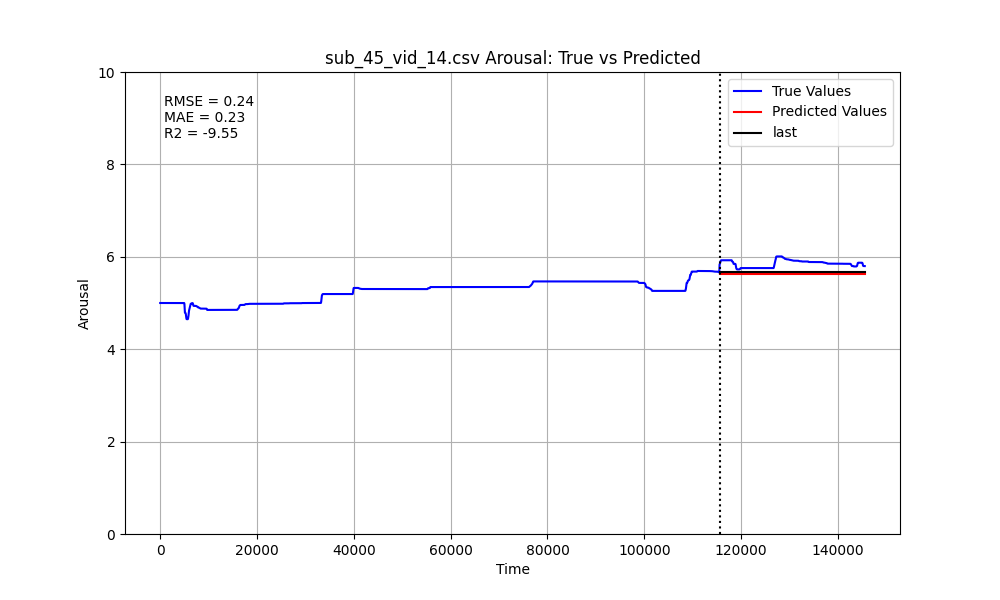 sub_45_vid_14.csv Arousal: True vs Predicted
RMSE = 0.24
MAE = 0.23
R2 = -9.55
True Values
Predicted Values
last
10
8
6
4
2
0
Arousal
0 20000 40000 60000 80000 100000 120000 140000
Time